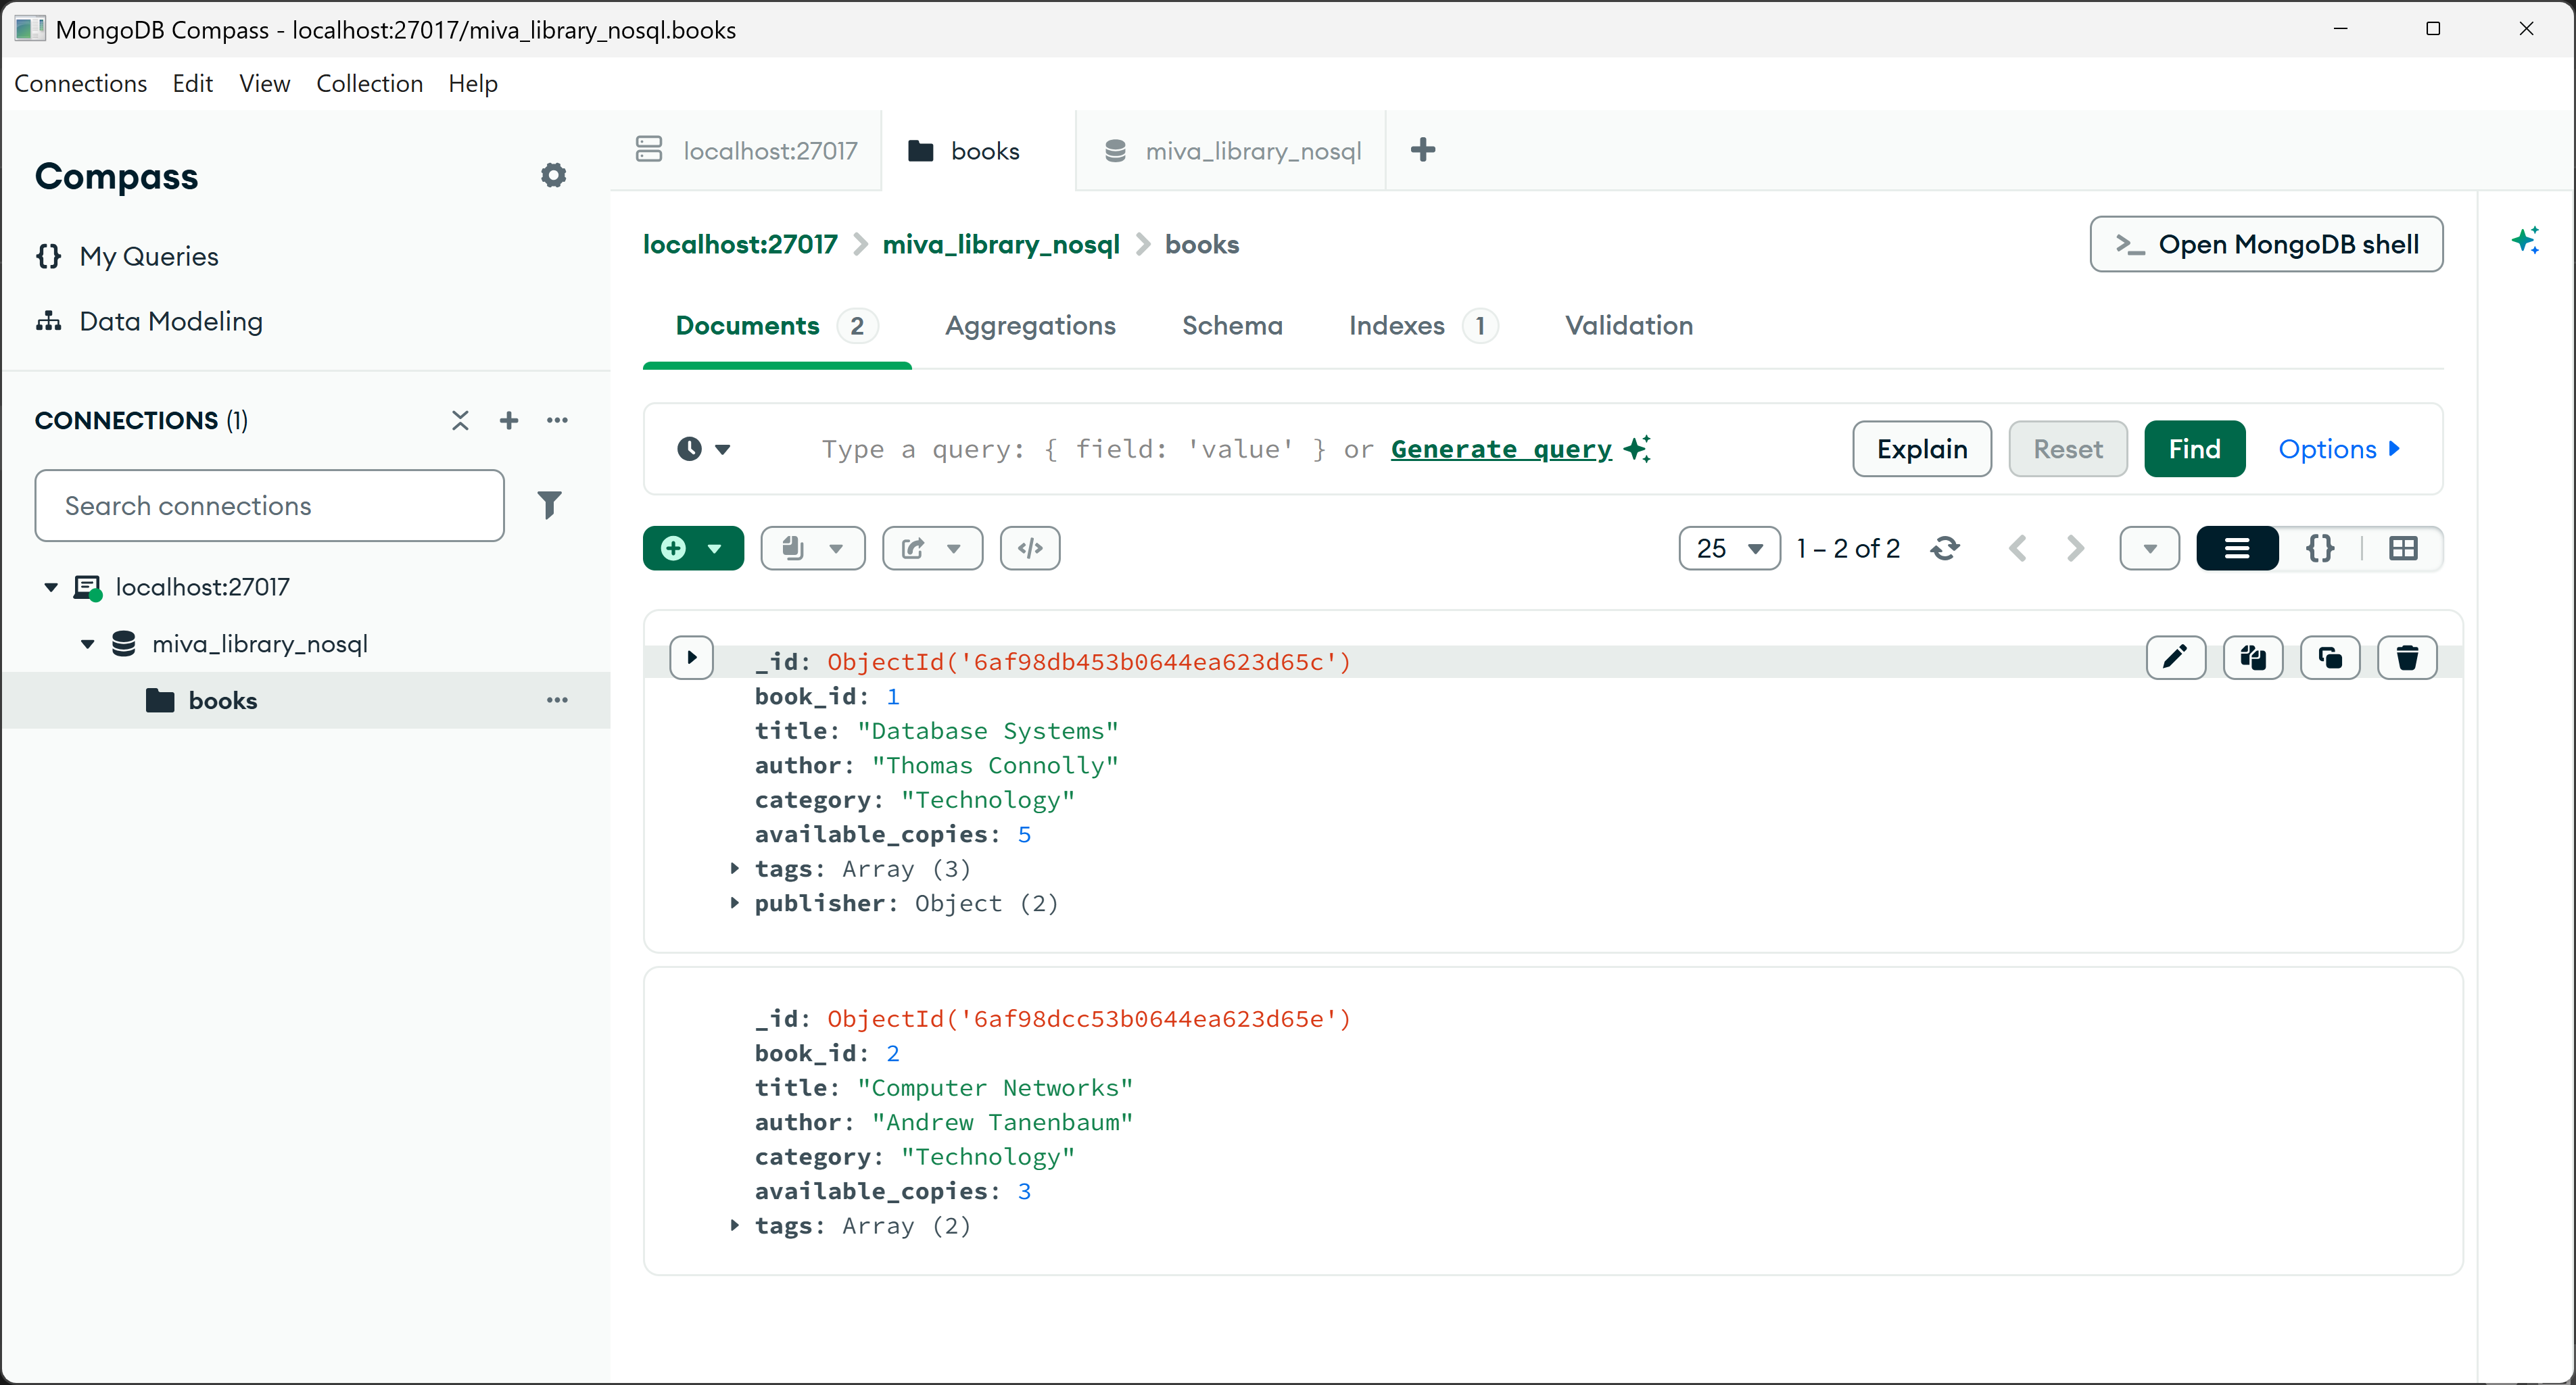 MongoDB Compass - localhost:27017/miva_library_nosql.books
Connections Edit View Collection Help
Compass
My Queries
Data Modeling
CONNECTIONS (1)
Search connections
localhost:27017
miva_library_nosql
books
localhost:27017 books miva_library_nosql
localhost:27017 > miva_library_nosql > books
>_ Open MongoDB shell
Documents 2 Aggregations Schema Indexes 1 Validation
Type a query: { field: 'value' } or Generate query
Explain Reset Find Options
25 1 – 2 of 2
_id: ObjectId('6af98db453b0644ea623d65c')
book_id: 1
title: "Database Systems"
author: "Thomas Connolly"
category: "Technology"
available_copies: 5
tags: Array (3)
publisher: Object (2)
_id: ObjectId('6af98dcc53b0644ea623d65e')
book_id: 2
title: "Computer Networks"
author: "Andrew Tanenbaum"
category: "Technology"
available_copies: 3
tags: Array (2)